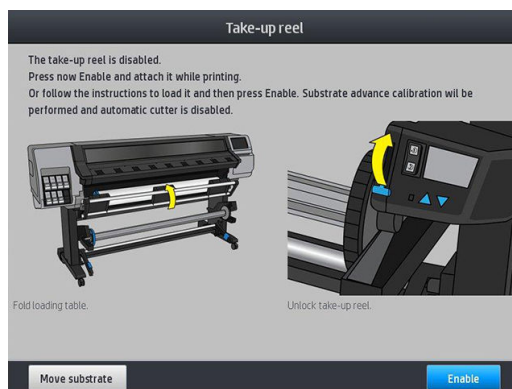 Take-up reel
The take-up reel is disabled.
Press now Enable and attach it while printing.
Or follow the instructions to load it and then press Enable. Substrate advance calibration wil be
performed and automatic cutter is disabled.
Fold loading table.
Unlock take-up reel.
Move substrate
Enable